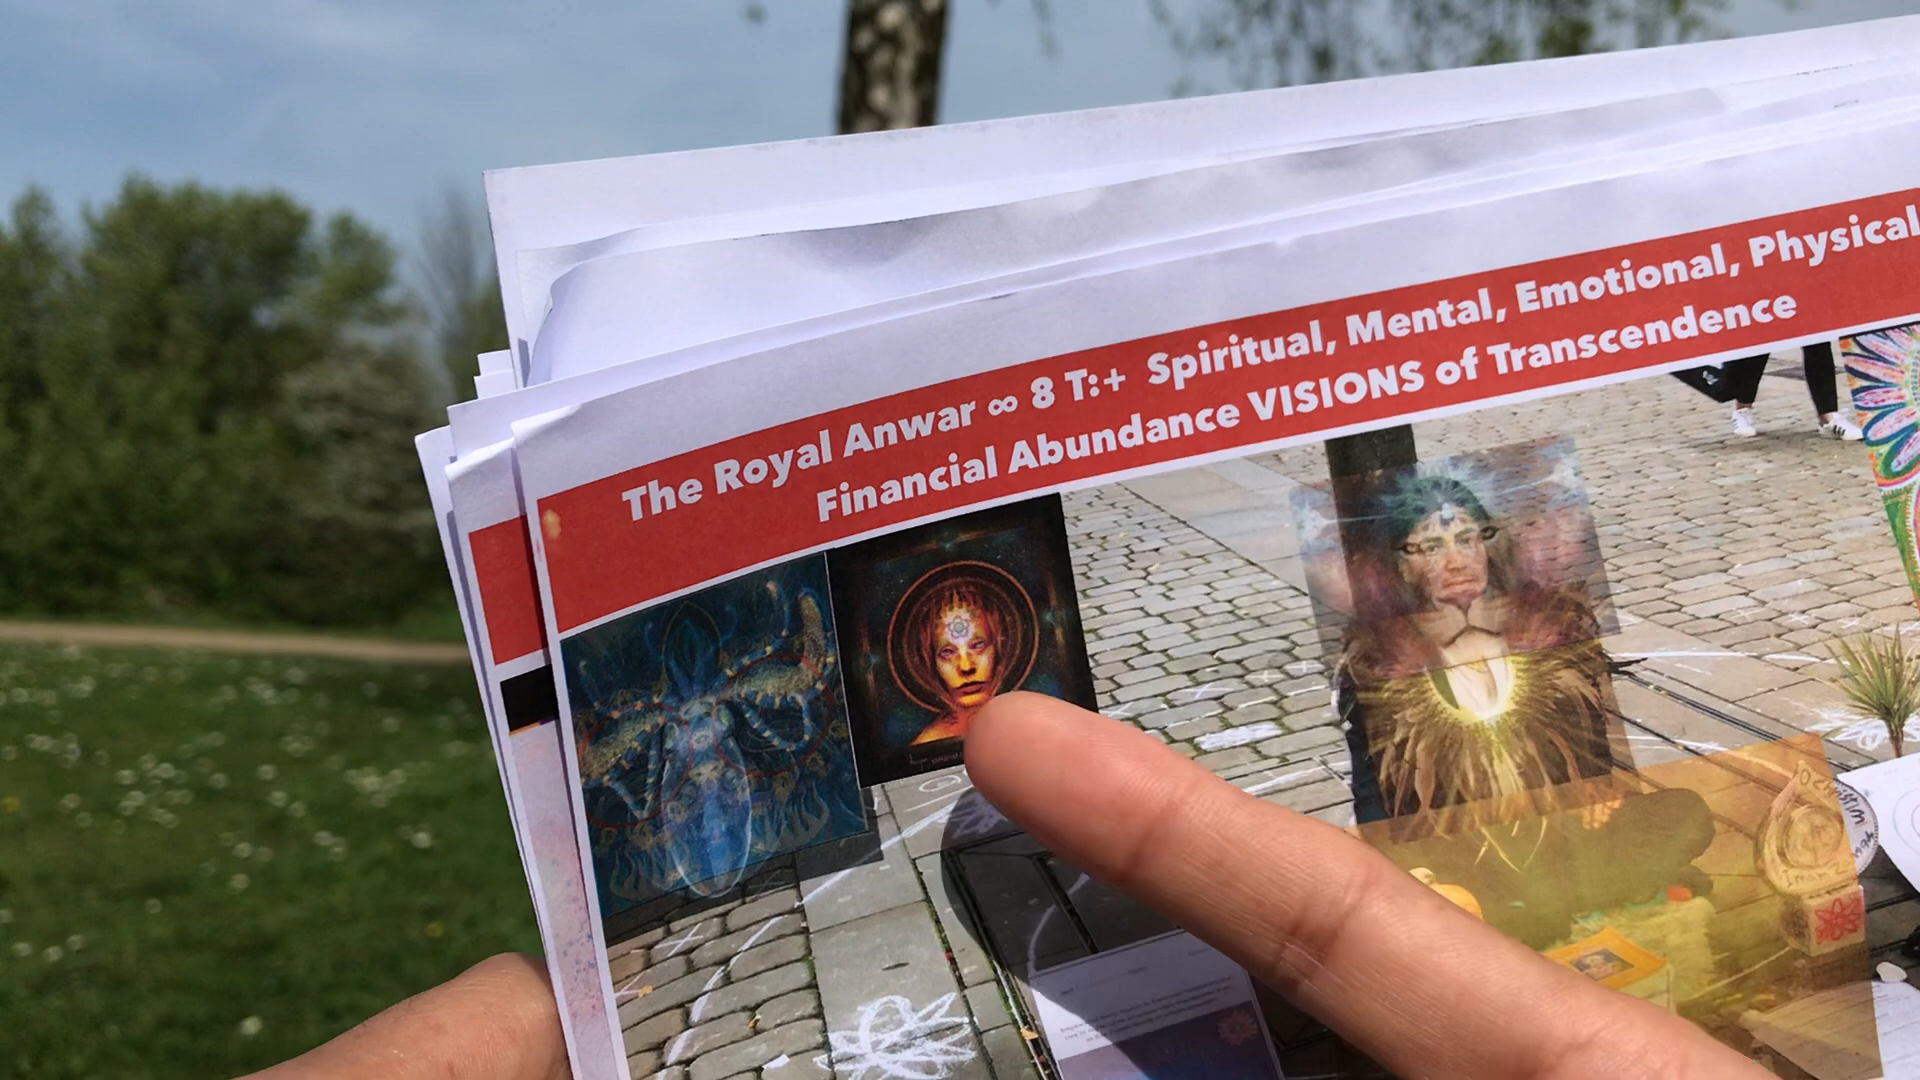 The Royal Anwar ∞ 8 T:+ Spiritual, Mental, Emotional, Physical
Financial Abundance VISIONS of Transcendence